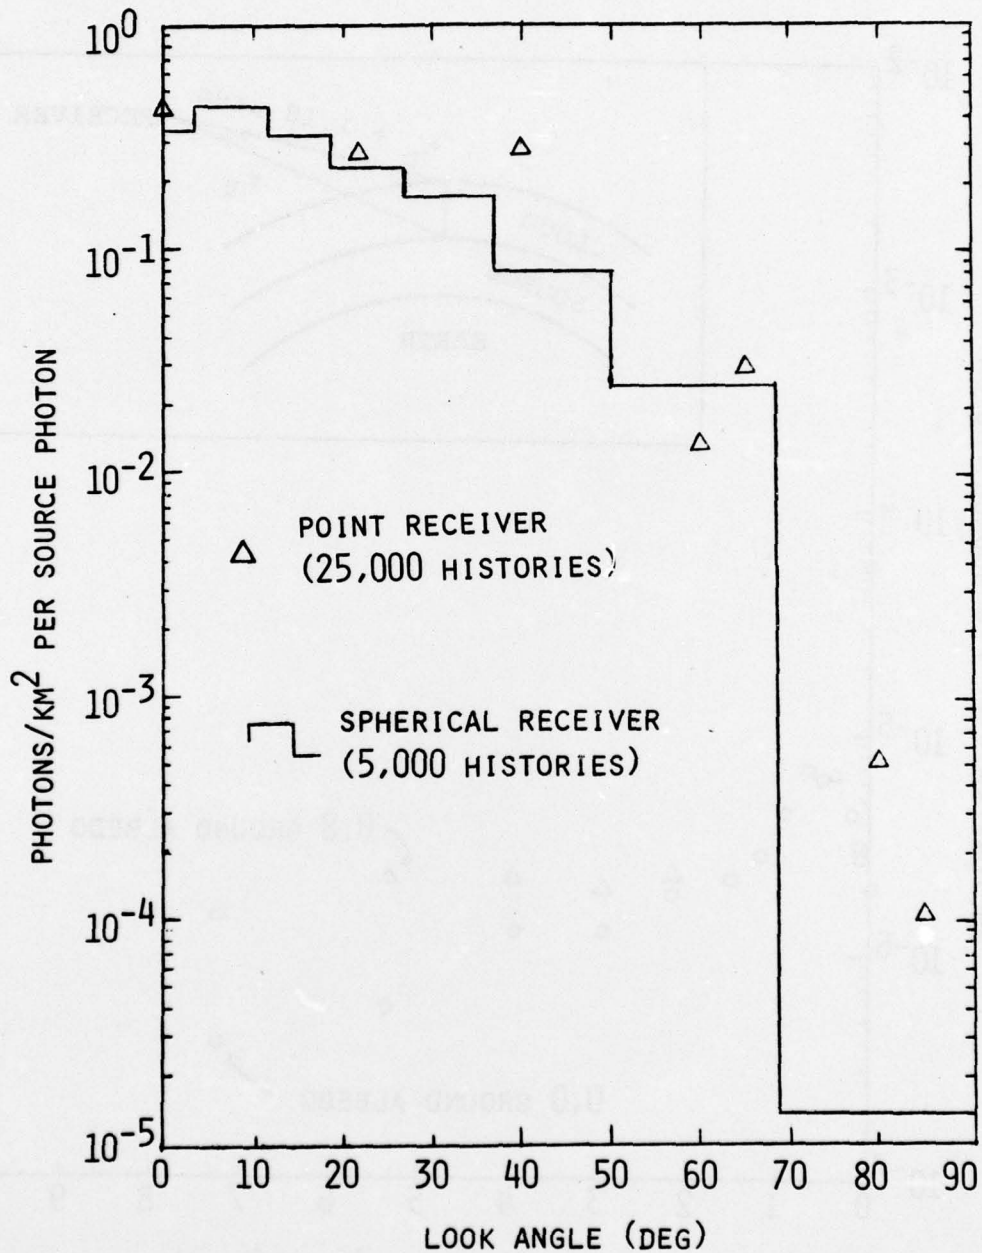 10^0
10^-1
10^-2
10^-3
10^-4
10^-5
PHOTONS/KM^2 PER SOURCE PHOTON
POINT RECEIVER
(25,000 HISTORIES)
SPHERICAL RECEIVER
(5,000 HISTORIES)
0 10 20 30 40 50 60 70 80 90
LOOK ANGLE (DEG)